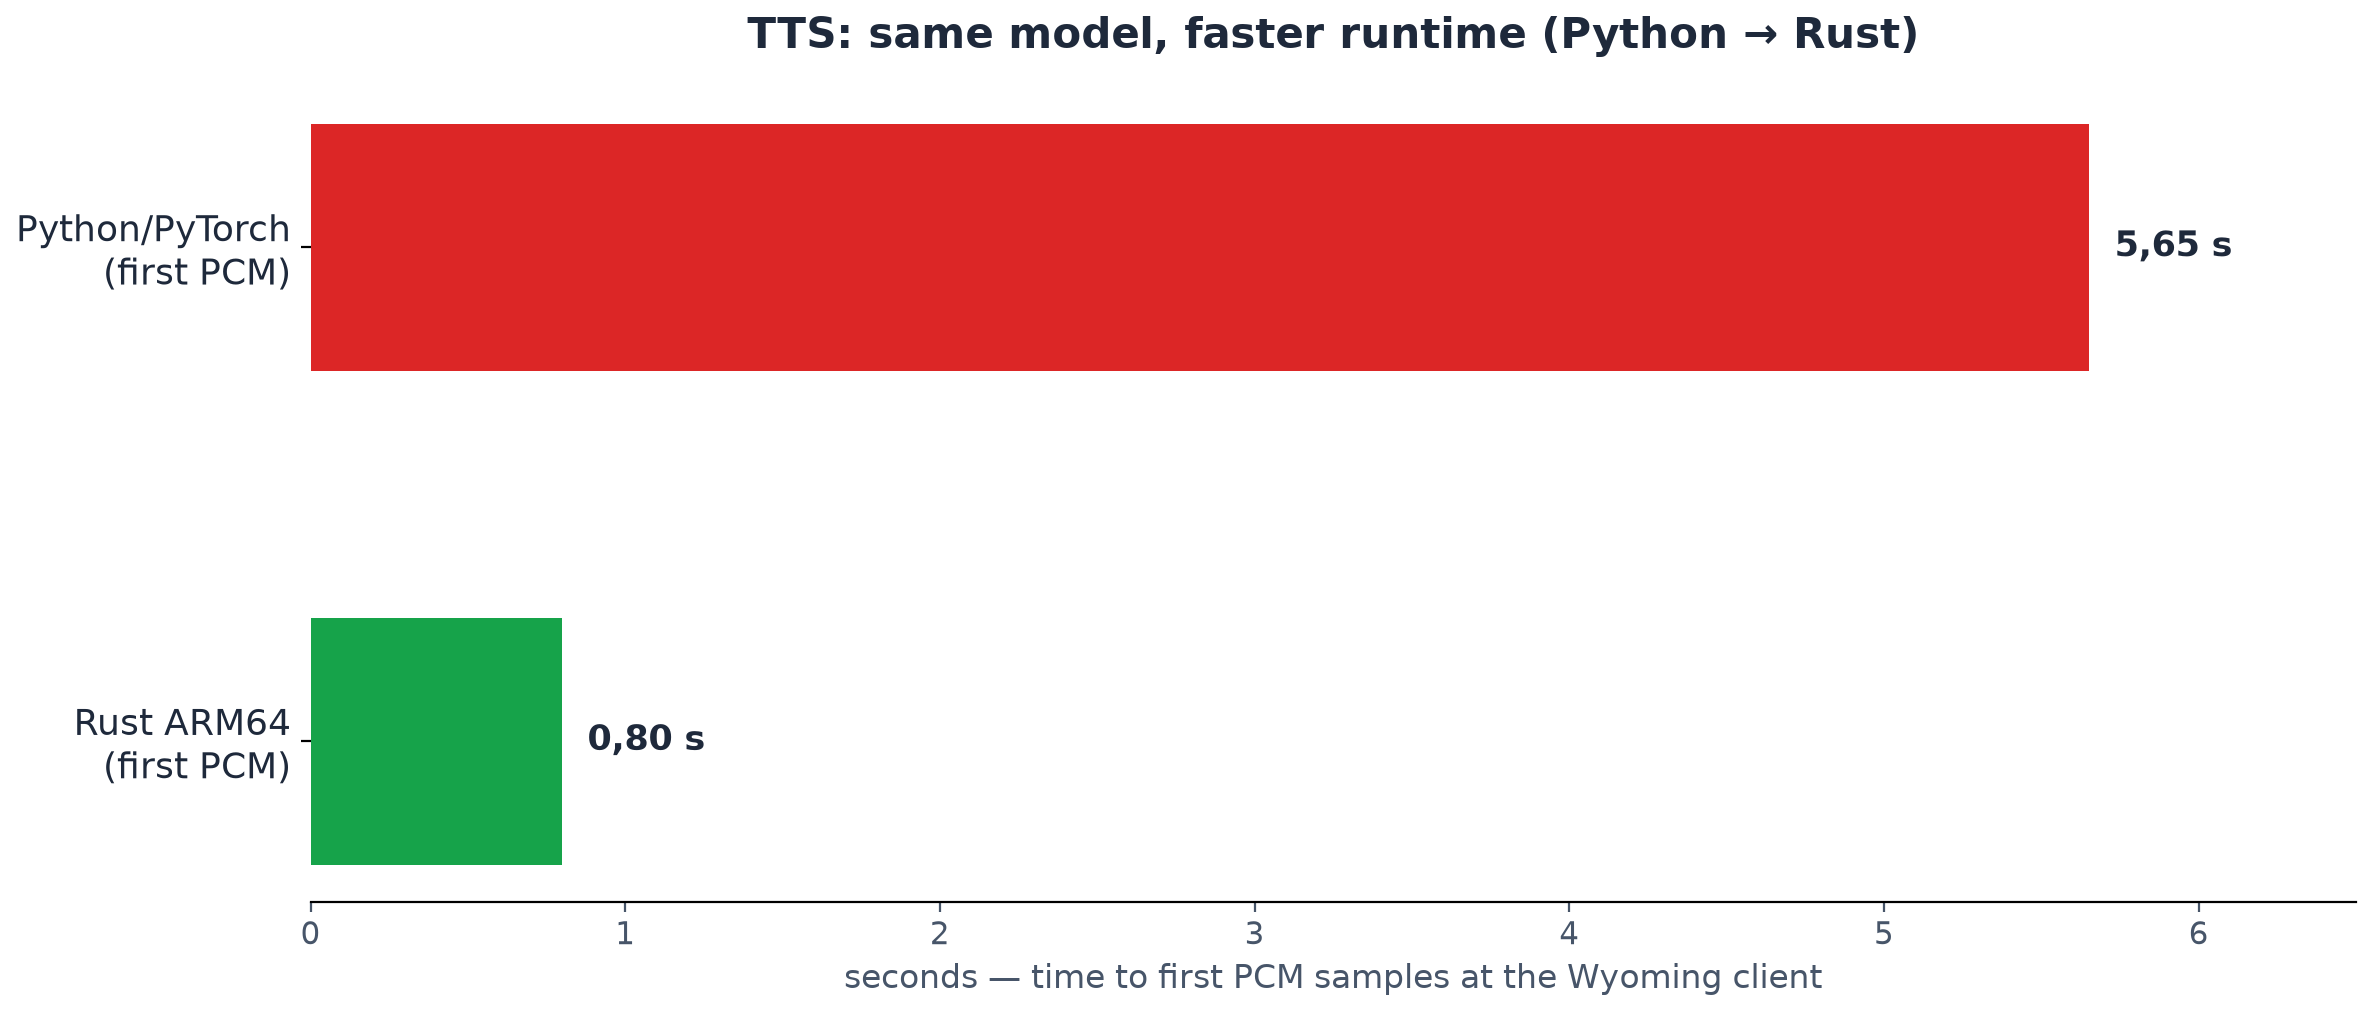 TTS: same model, faster runtime (Python → Rust)
Python/PyTorch
(first PCM)
5,65 s
Rust ARM64
(first PCM)
0,80 s
0 1 2 3 4 5 6
seconds — time to first PCM samples at the Wyoming client